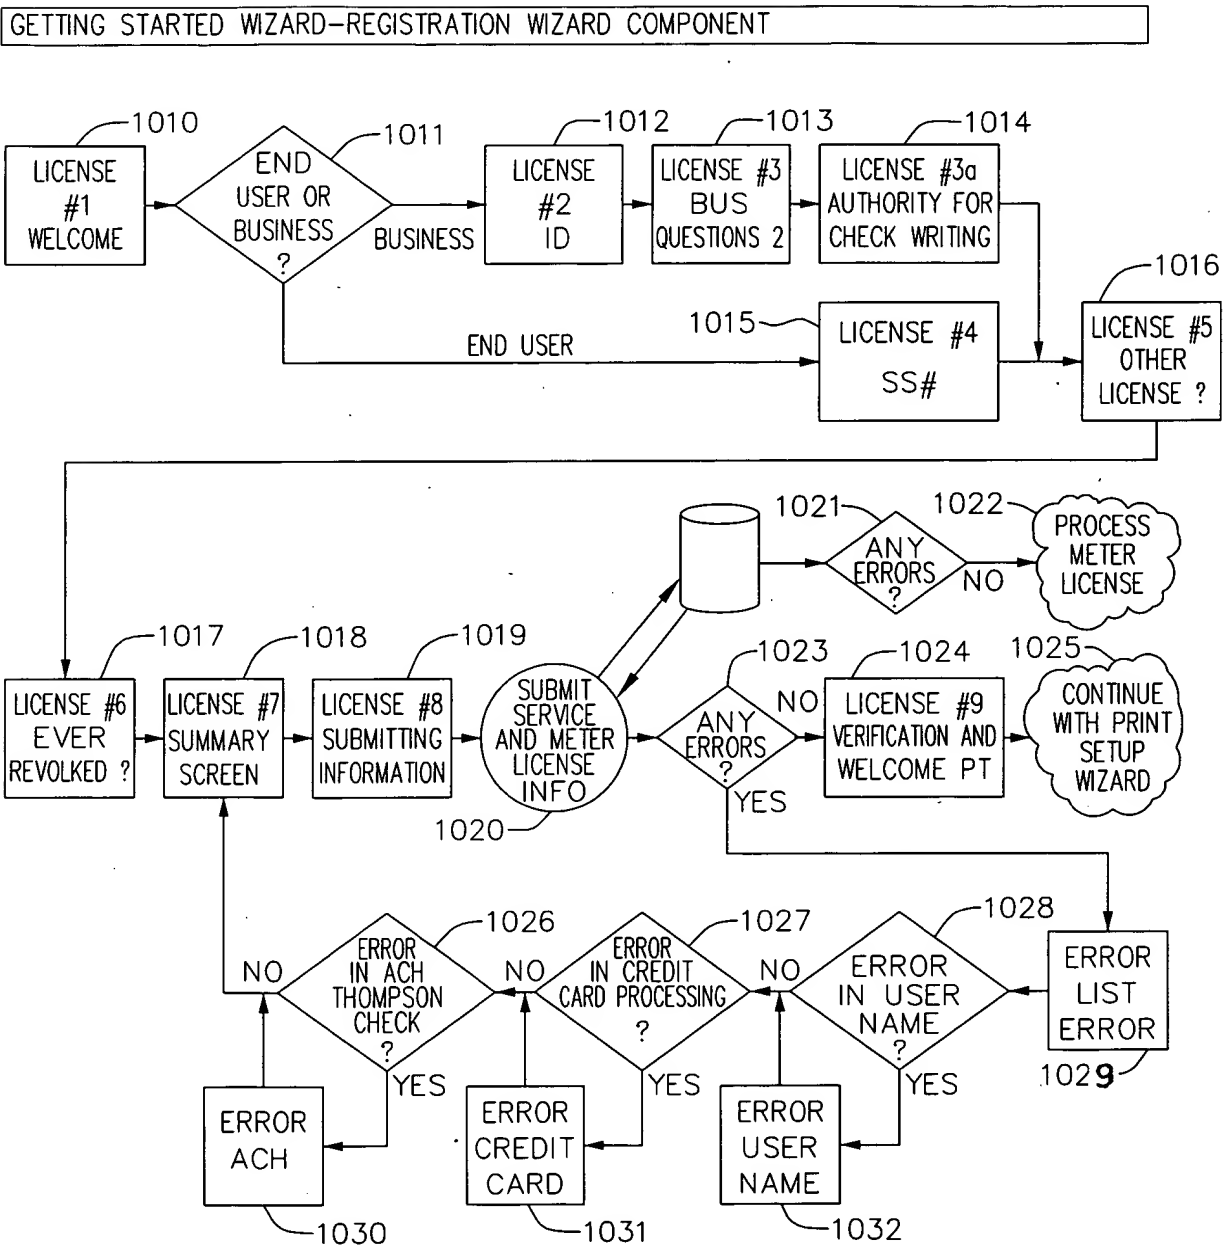 GETTING STARTED WIZARD-REGISTRATION WIZARD COMPONENT
1010
LICENSE
#1
WELCOME
1011
END
USER OR
BUSINESS
?
BUSINESS
1012
LICENSE
#2
ID
1013
LICENSE #3
BUS
QUESTIONS 2
1014
LICENSE #3a
AUTHORITY FOR
CHECK WRITING
END USER
1015
LICENSE #4
SS#
1016
LICENSE #5
OTHER
LICENSE ?
1021
ANY
ERRORS
?
NO
1022
PROCESS
METER
LICENSE
1017
LICENSE #6
EVER
REVOLKED ?
1018
LICENSE #7
SUMMARY
SCREEN
1019
LICENSE #8
SUBMITTING
INFORMATION
SUBMIT
SERVICE
AND METER
LICENSE
INFO
1020
1023
ANY
ERRORS
?
NO
YES
1024
LICENSE #9
VERIFICATION AND
WELCOME PT
1025
CONTINUE
WITH PRINT
SETUP
WIZARD
1026
ERROR
IN ACH
THOMPSON
CHECK
?
NO
YES
1027
ERROR
IN CREDIT
CARD PROCESSING
?
NO
YES
1028
ERROR
IN USER
NAME
?
NO
YES
ERROR
LIST
ERROR
1029
ERROR
ACH
1030
ERROR
CREDIT
CARD
1031
ERROR
USER
NAME
1032